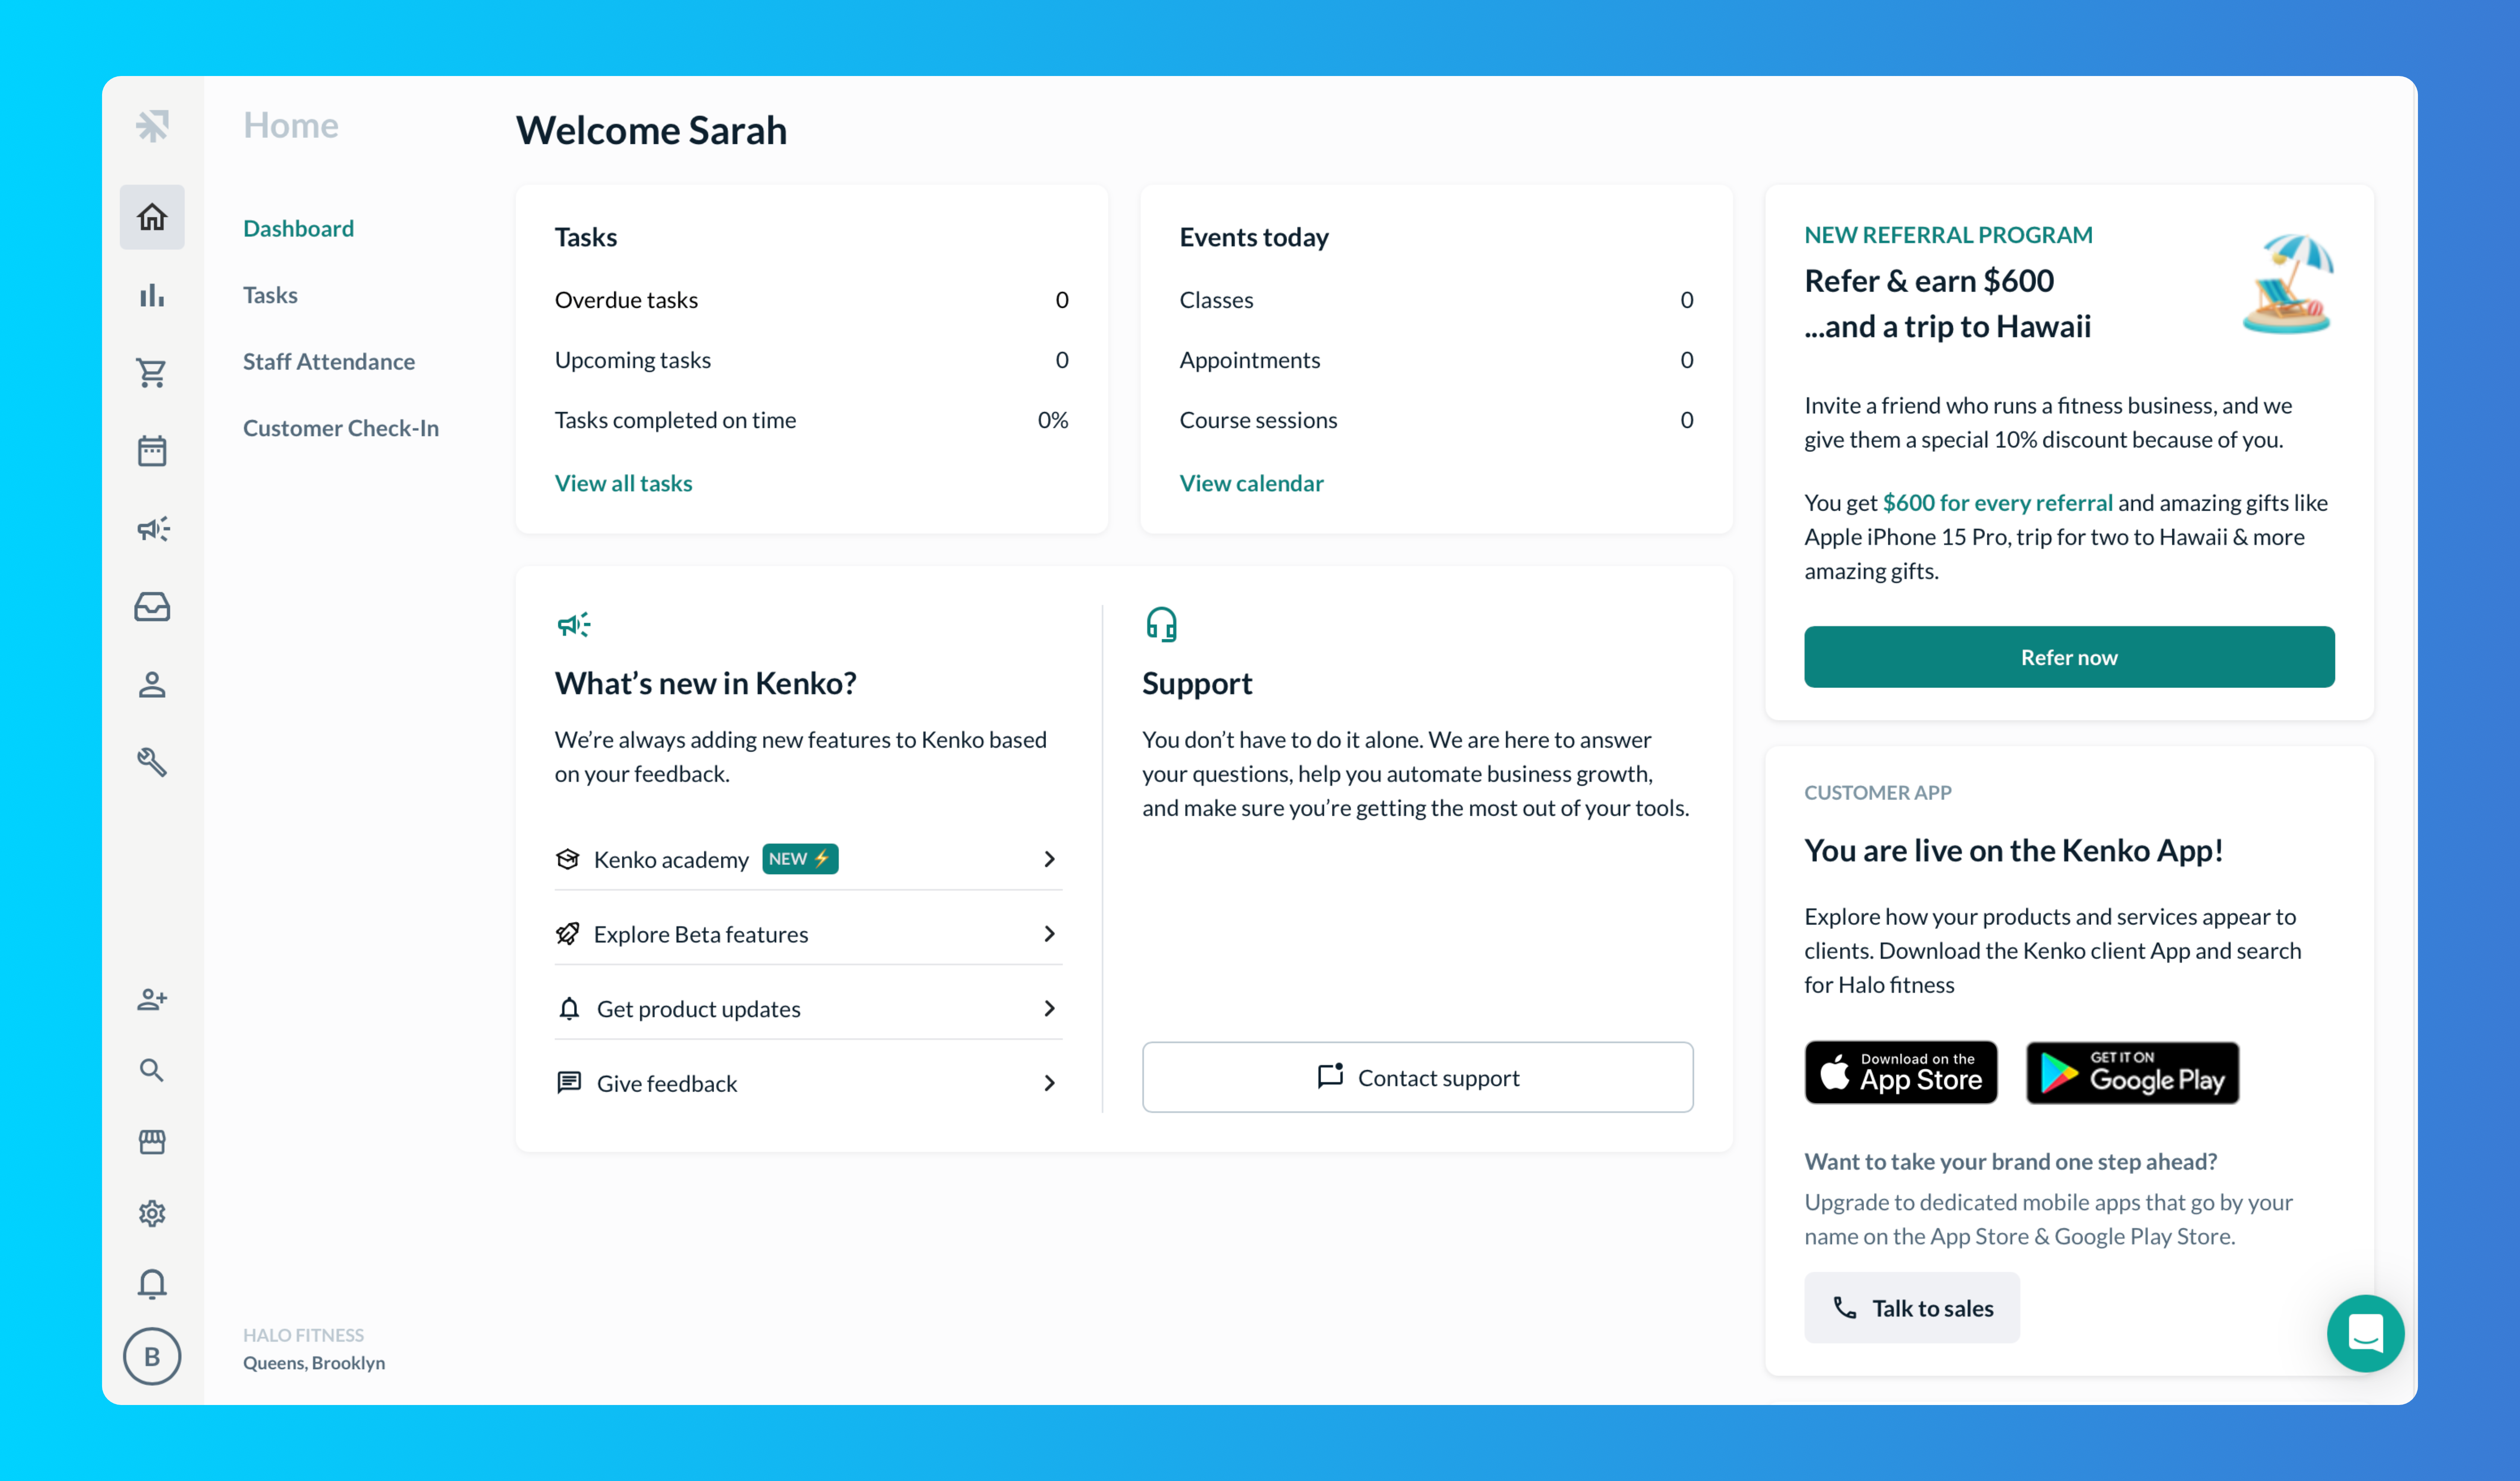 Home
Dashboard
Tasks
Staff Attendance
Customer Check-In
HALO FITNESS
Queens, Brooklyn
B
Welcome Sarah
Tasks
Overdue tasks 0
Upcoming tasks 0
Tasks completed on time 0%
View all tasks
Events today
Classes 0
Appointments 0
Course sessions 0
View calendar
What’s new in Kenko?
We’re always adding new features to Kenko based
on your feedback.
Kenko academy NEW ⚡
Explore Beta features
Get product updates
Give feedback
Support
You don’t have to do it alone. We are here to answer
your questions, help you automate business growth,
and make sure you’re getting the most out of your tools.
Contact support
NEW REFERRAL PROGRAM
Refer & earn $600
...and a trip to Hawaii
Invite a friend who runs a fitness business, and we
give them a special 10% discount because of you.
You get $600 for every referral and amazing gifts like
Apple iPhone 15 Pro, trip for two to Hawaii & more
amazing gifts.
Refer now
CUSTOMER APP
You are live on the Kenko App!
Explore how your products and services appear to
clients. Download the Kenko client App and search
for Halo fitness
Download on the
App Store
GET IT ON
Google Play
Want to take your brand one step ahead?
Upgrade to dedicated mobile apps that go by your
name on the App Store & Google Play Store.
Talk to sales